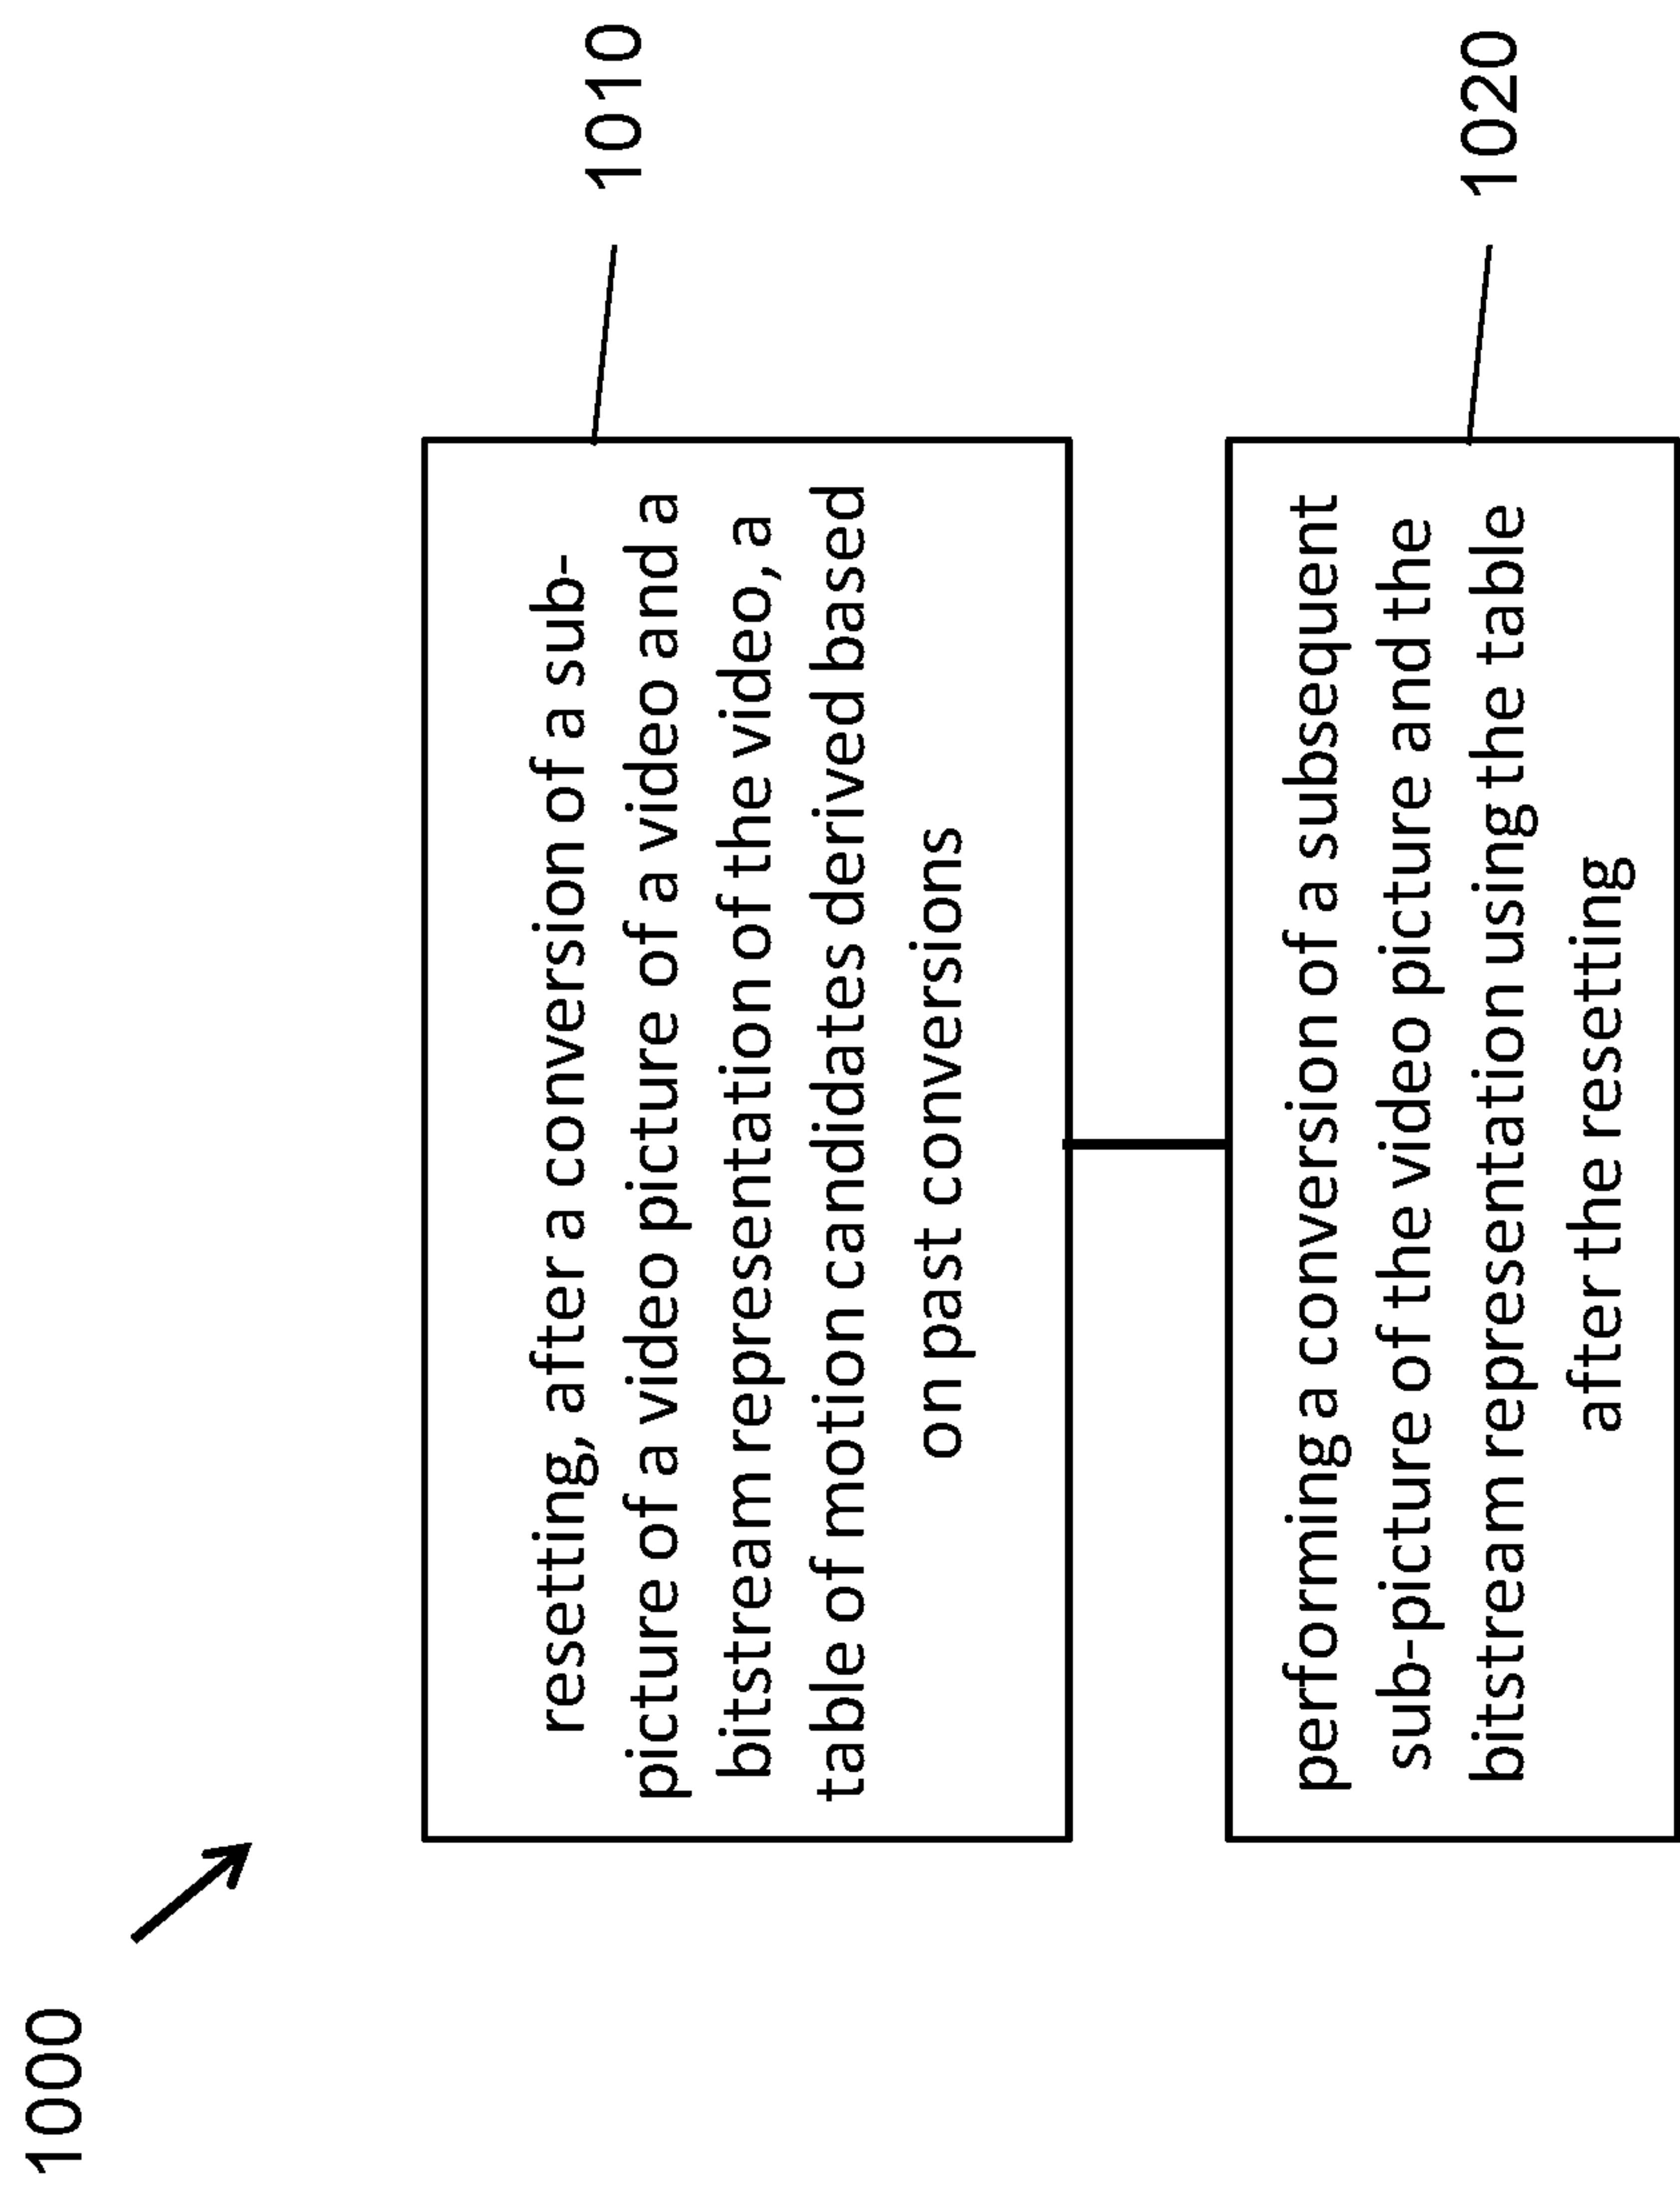 1000
resetting, after a conversion of a sub-
picture of a video picture of a video and a
bitstream representation of the video, a
table of motion candidates derived based
on past conversions
1010
performing a conversion of a subsequent
sub-picture of the video picture and the
bitstream representation using the table
after the resetting
1020